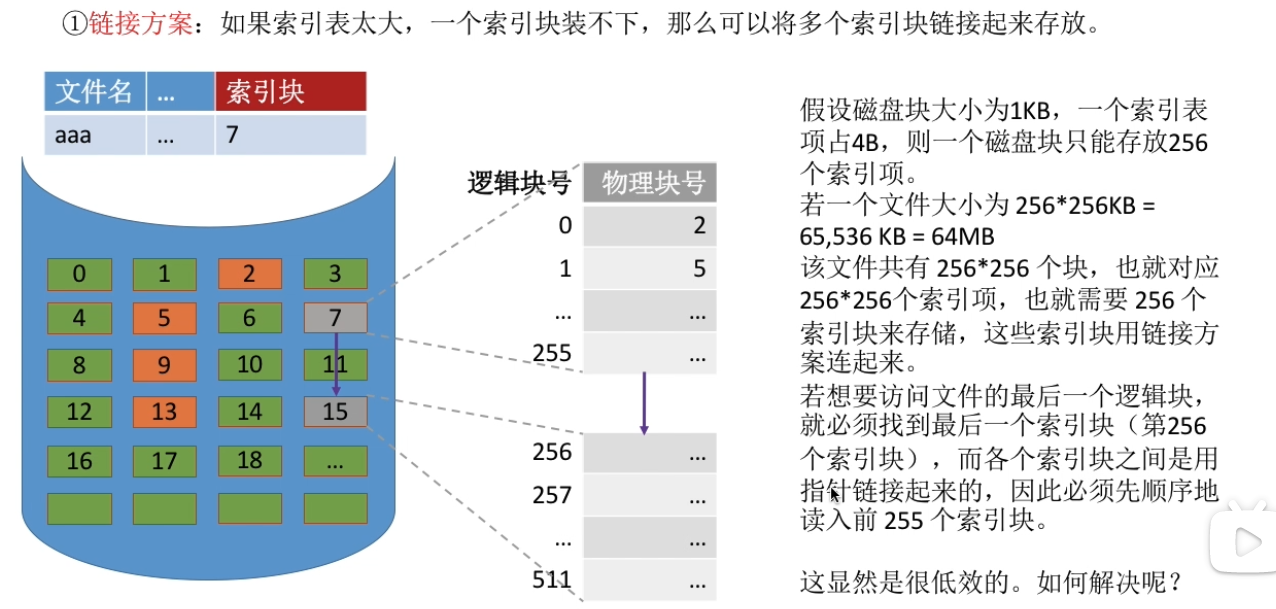 ①链接方案：如果索引表太大，一个索引块装不下，那么可以将多个索引块链接起来存放。
文件名 ... 索引块
aaa ... 7
0 1 2 3
4 5 6 7
8 9 10 11
12 13 14 15
16 17 18 ...
逻辑块号 物理块号
0 2
1 5
... ...
255 ...
256 ...
257 ...
... ...
511 ...
假设磁盘块大小为1KB，一个索引表
项占4B，则一个磁盘块只能存放256
个索引项。
若一个文件大小为 256*256KB =
65,536 KB = 64MB
该文件共有 256*256 个块，也就对应
256*256个索引项，也就需要 256 个
索引块来存储，这些索引块用链接方
案连起来。
若想要访问文件的最后一个逻辑块，
就必须找到最后一个索引块（第256
个索引块），而各个索引块之间是用
指针链接起来的，因此必须先顺序地
读入前 255 个索引块。
这显然是很低效的。如何解决呢？